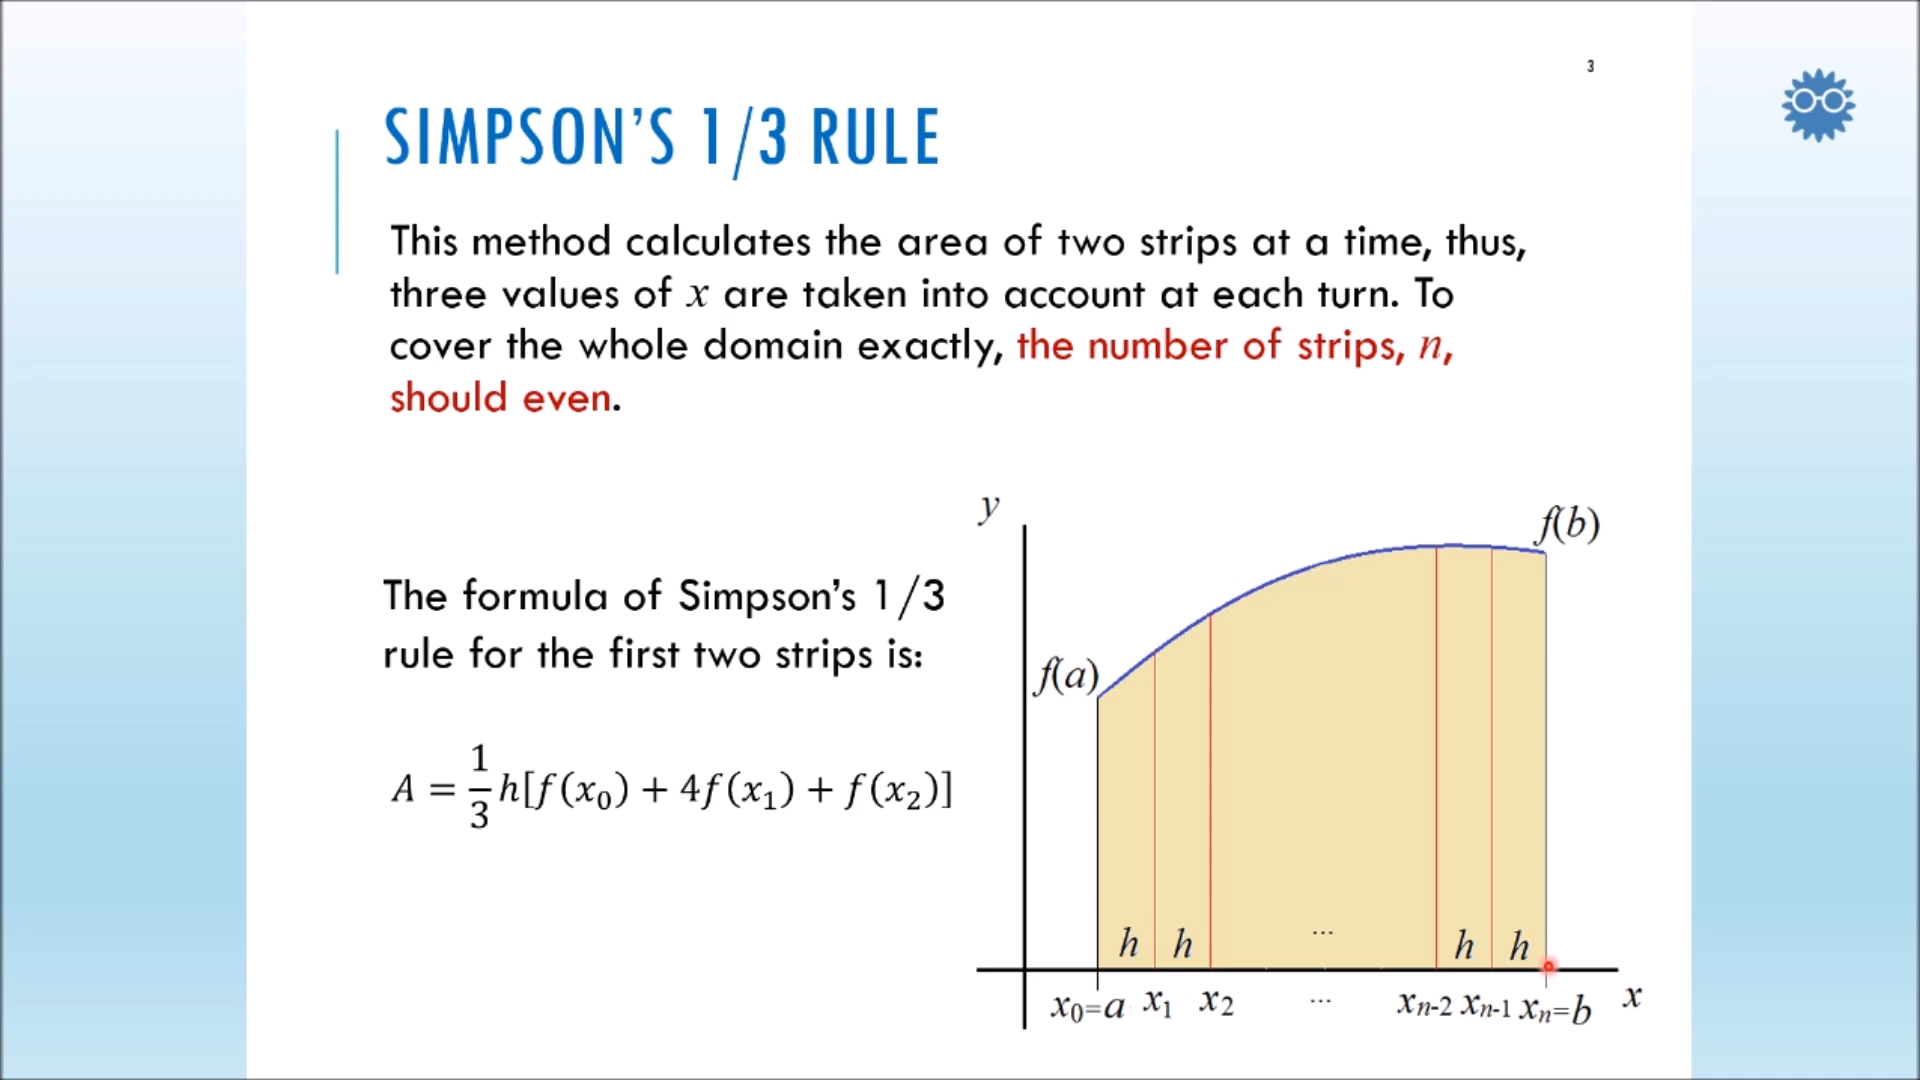 3
SIMPSON'S 1/3 RULE
This method calculates the area of two strips at a time, thus,
three values of x are taken into account at each turn. To
cover the whole domain exactly, the number of strips, n,
should even.
The formula of Simpson's 1/3
rule for the first two strips is:
A = 1/3 h[f(x₀) + 4f(x₁) + f(x₂)]
y
f(b)
f(a)
h h ... h h
x₀=a x₁ x₂ ... xₙ₋₂ xₙ₋₁ xₙ=b x